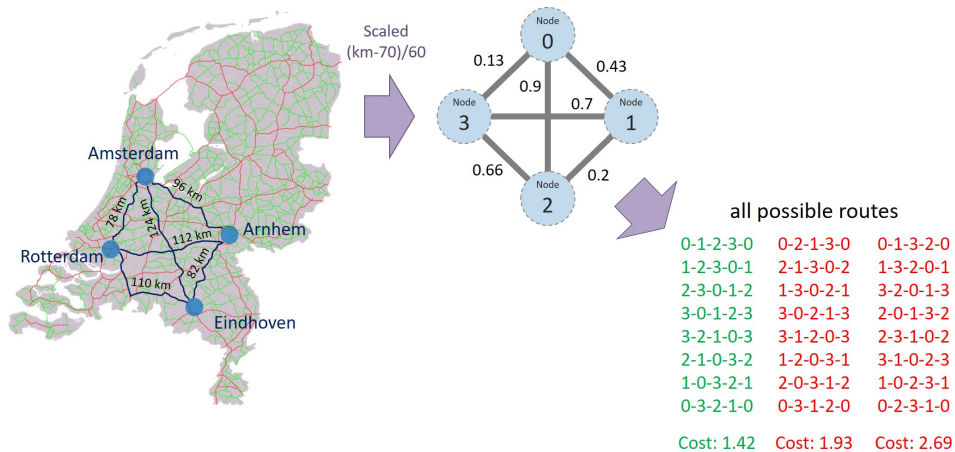 Scaled
(km-70)/60
Amsterdam
96 km
78 km
124 km
112 km
Arnhem
Rotterdam
82 km
110 km
Eindhoven
Node
0
0.13
0.43
0.9
0.7
Node
3
Node
1
0.66
0.2
Node
2
all possible routes
0-1-2-3-0 0-2-1-3-0 0-1-3-2-0
1-2-3-0-1 2-1-3-0-2 1-3-2-0-1
2-3-0-1-2 1-3-0-2-1 3-2-0-1-3
3-0-1-2-3 3-0-2-1-3 2-0-1-3-2
3-2-1-0-3 3-1-2-0-3 2-3-1-0-2
2-1-0-3-2 1-2-0-3-1 3-1-0-2-3
1-0-3-2-1 2-0-3-1-2 1-0-2-3-1
0-3-2-1-0 0-3-1-2-0 0-2-3-1-0
Cost: 1.42 Cost: 1.93 Cost: 2.69